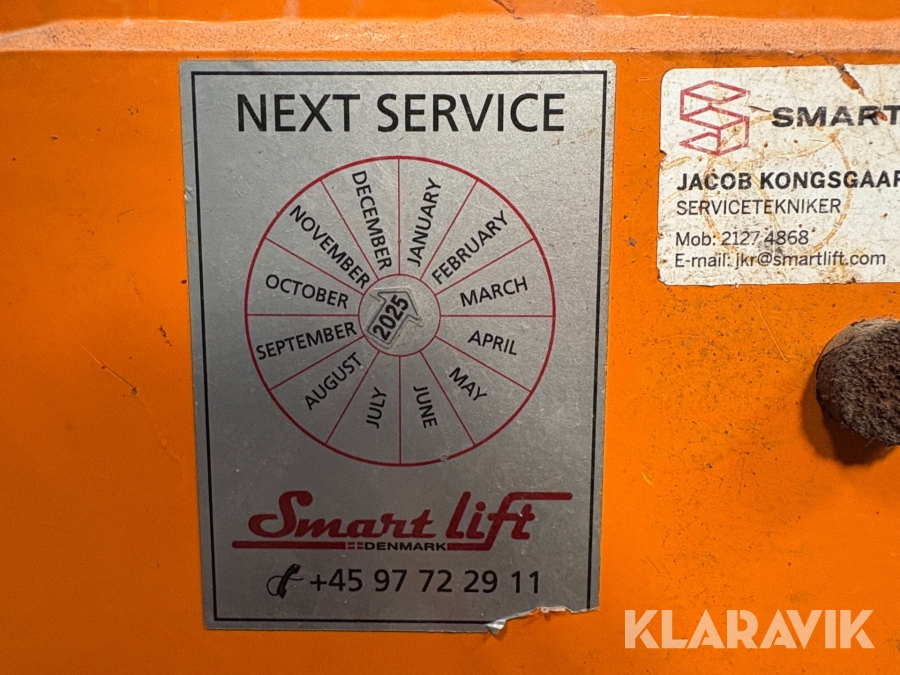 NEXT SERVICE
JANUARY
FEBRUARY
MARCH
APRIL
MAY
JUNE
JULY
AUGUST
SEPTEMBER
OCTOBER
NOVEMBER
DECEMBER
2025
Smart lift
DENMARK
+45 97 72 29 11
SMART
JACOB KONGSGAAR
SERVICETEKNIKER
Mob: 2127 4868
E-mail: jkr@smartlift.com
KLARAVIK